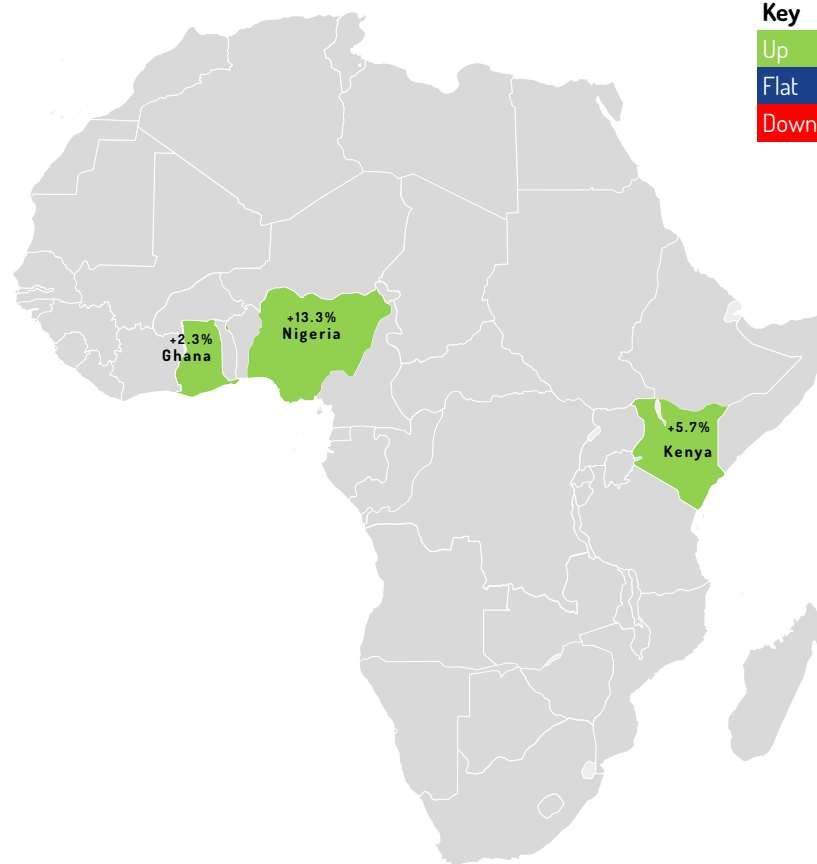 Key
Up
Flat
Down
+13.3%
Nigeria
+2.3%
Ghana
+5.7%
Kenya